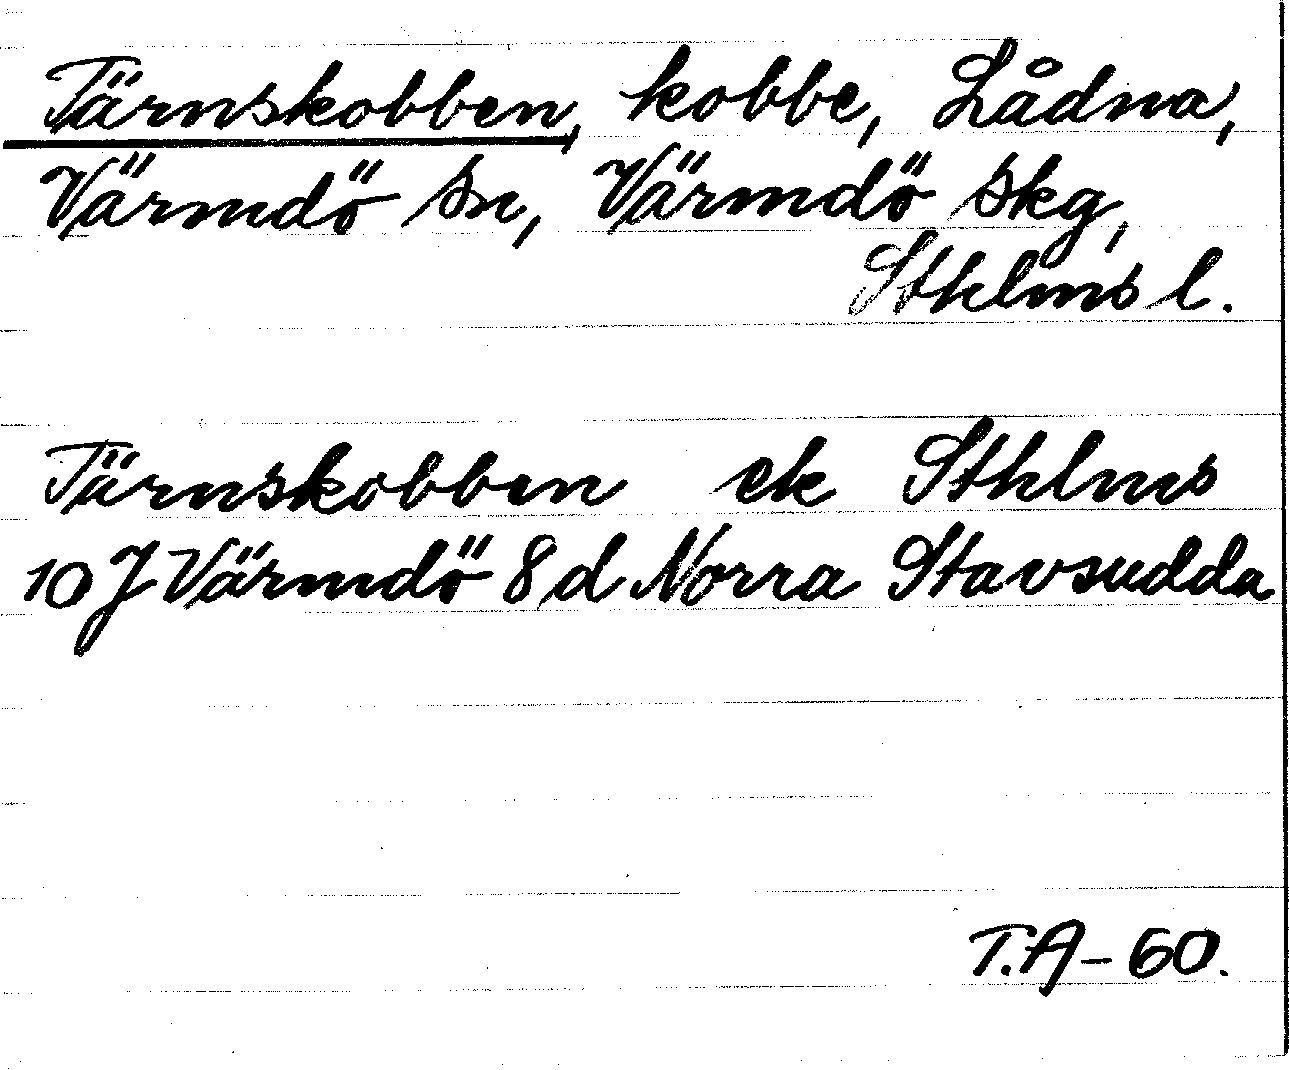 Tärnskobben, kobbe, Lådna,
Värmdö sn, Värmdö skg,
Sthlms l.
Tärnskobben ek Sthlms
10 J Värmdö 8 d Norra Stavsudda
T.A-60.